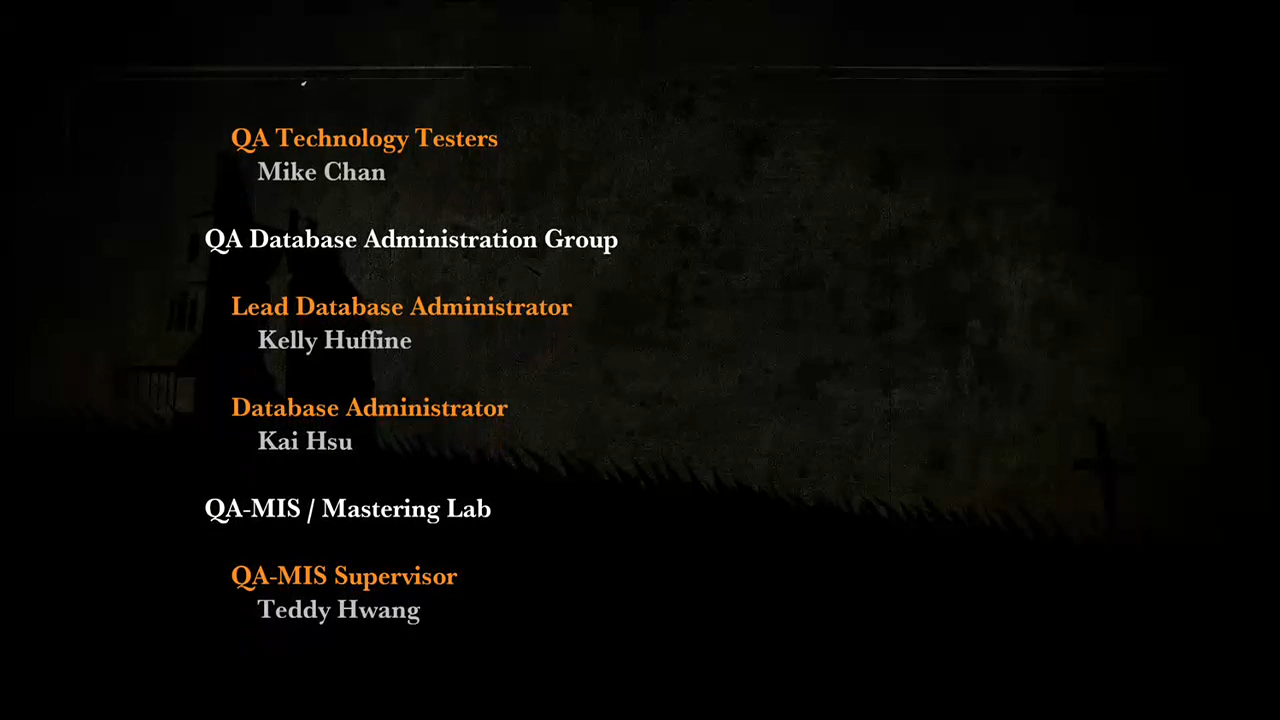 QA Technology Testers
Mike Chan
QA Database Administration Group
Lead Database Administrator
Kelly Huffine
Database Administrator
Kai Hsu
QA-MIS / Mastering Lab
QA-MIS Supervisor
Teddy Hwang